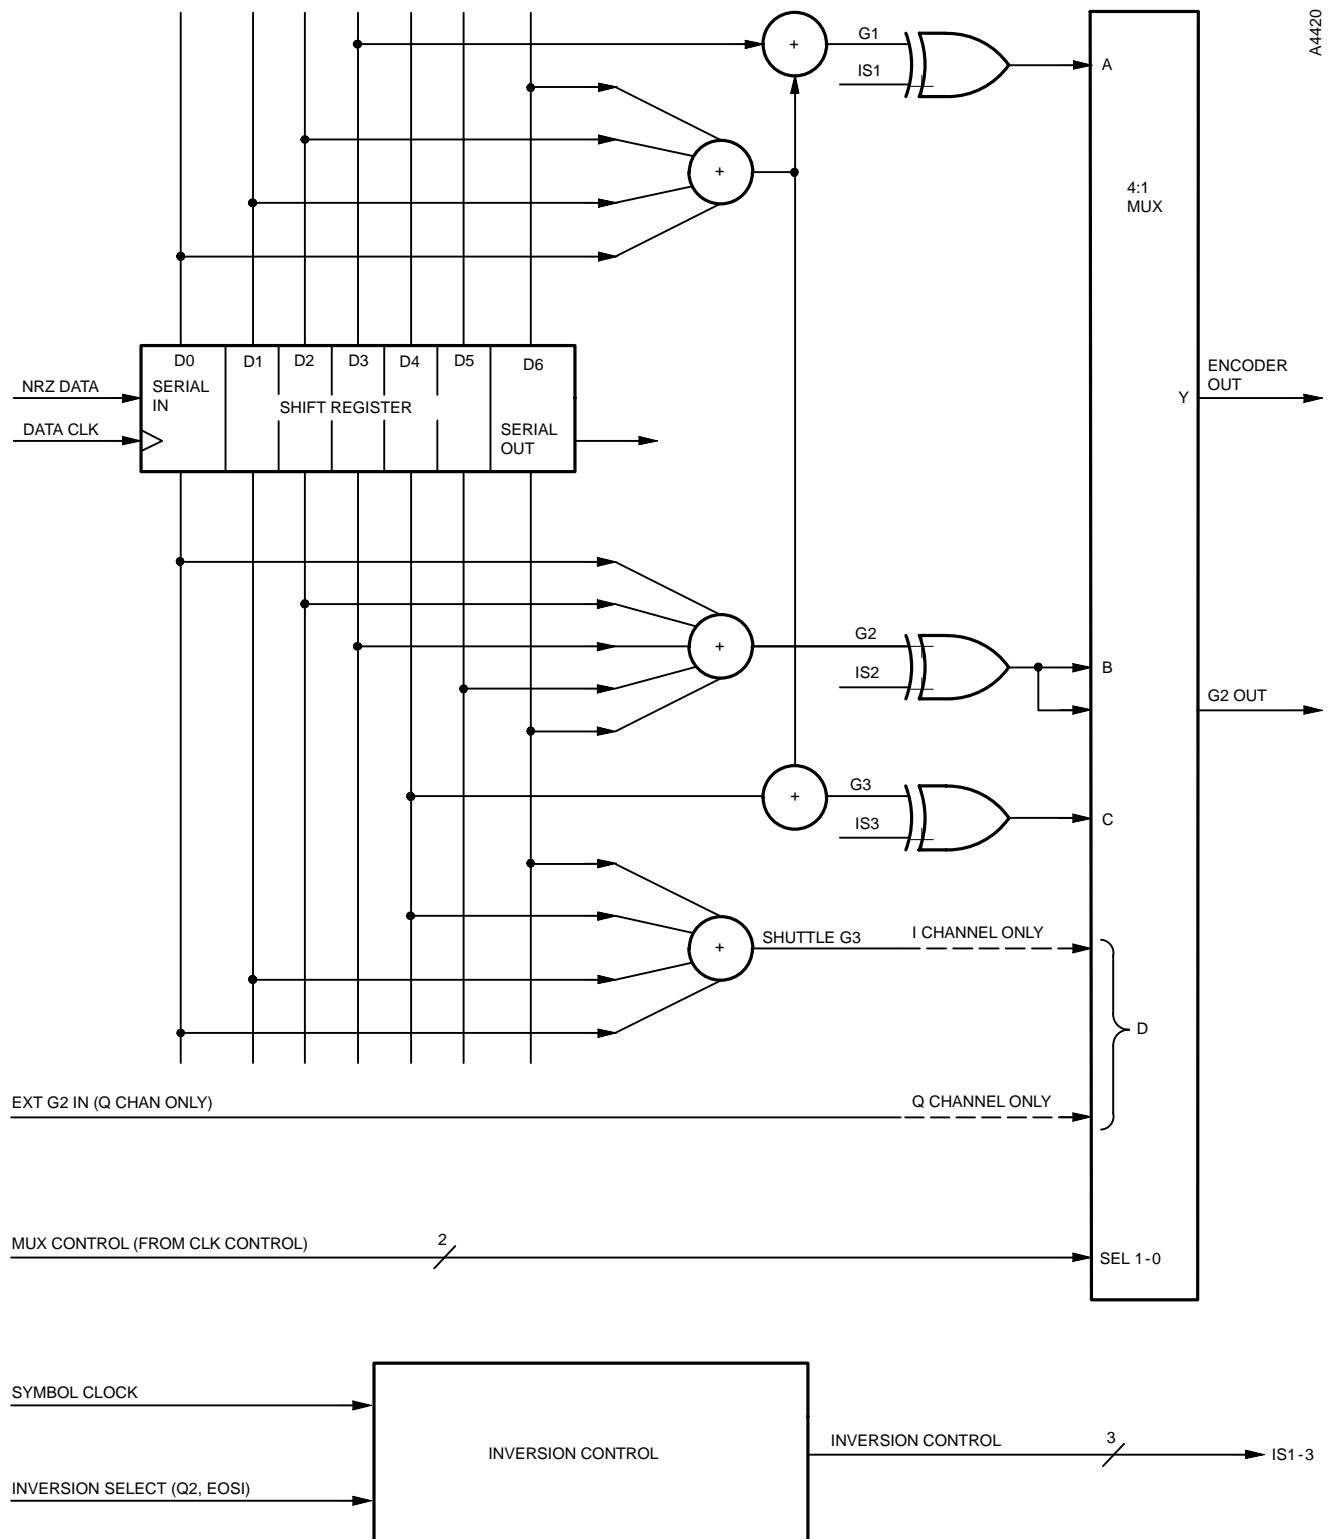 A4420
+
G1
IS1
A
+
4:1
MUX
D0
D1
D2
D3
D4
D5
D6
NRZ DATA
SERIAL
IN
SHIFT REGISTER
DATA CLK
SERIAL
OUT
ENCODER
OUT
Y
+
G2
IS2
B
G2 OUT
+
G3
IS3
C
+
SHUTTLE G3
I CHANNEL ONLY
D
EXT G2 IN (Q CHAN ONLY)
Q CHANNEL ONLY
MUX CONTROL (FROM CLK CONTROL)
2
SEL 1-0
SYMBOL CLOCK
INVERSION CONTROL
INVERSION CONTROL
3
IS1-3
INVERSION SELECT (Q2, EOSI)